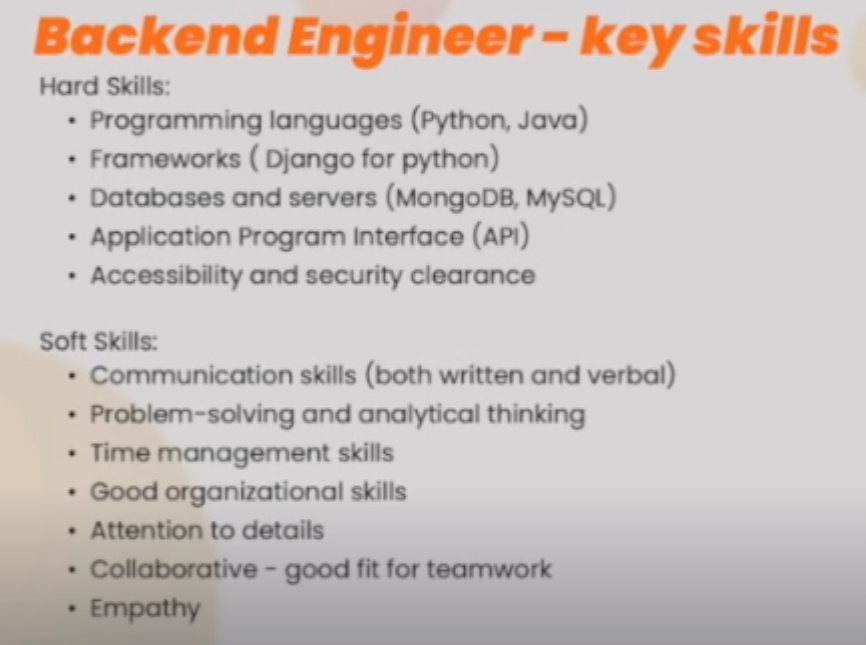 Backend Engineer - key skills
Hard Skills:
• Programming languages (Python, Java)
• Frameworks ( Django for python)
• Databases and servers (MongoDB, MySQL)
• Application Program Interface (API)
• Accessibility and security clearance
Soft Skills:
• Communication skills (both written and verbal)
• Problem-solving and analytical thinking
• Time management skills
• Good organizational skills
• Attention to details
• Collaborative - good fit for teamwork
• Empathy